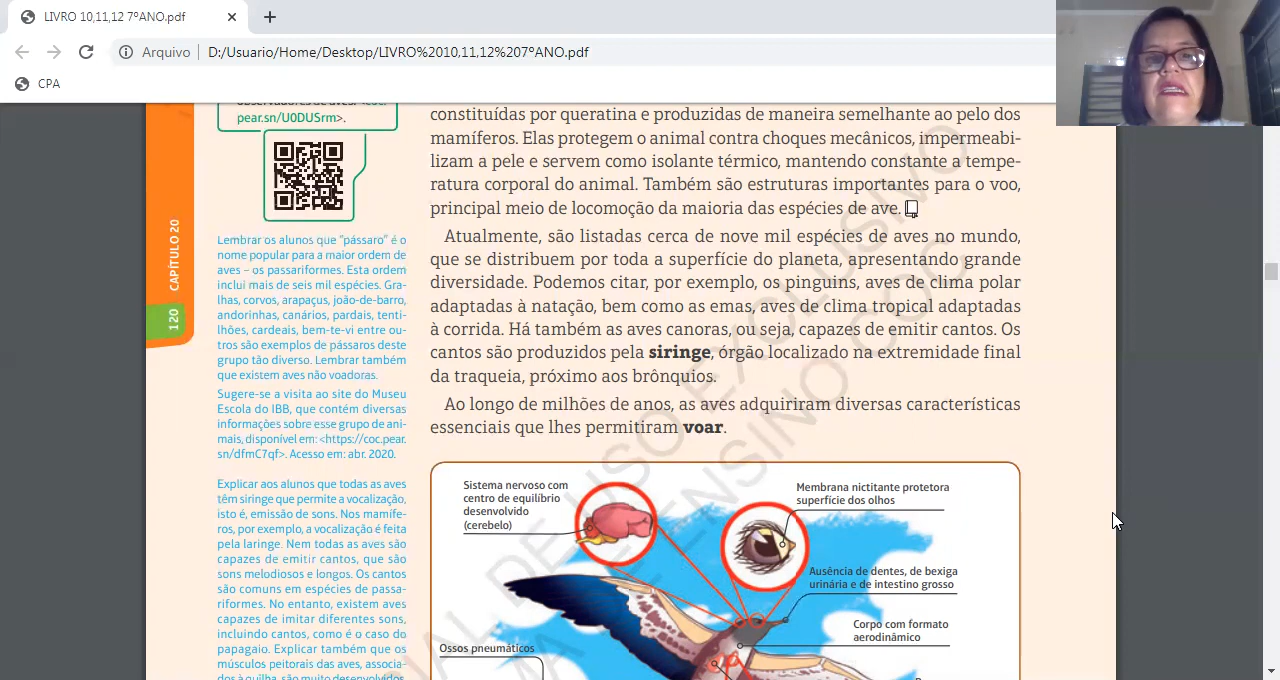 LIVRO 10,11,12 7ºANO.pdf
Arquivo
D:/Usuario/Home/Desktop/LIVRO%2010,11,12%207ºANO.pdf
CPA
CAPÍTULO 20
120
pear.sn/U0DUSrm>.
Lembrar os alunos que “pássaro” é o
nome popular para a maior ordem de
aves – os passariformes. Esta ordem
inclui mais de seis mil espécies. Gra-
lhas, corvos, arapaçus, joão-de-barro,
andorinhas, canários, pardais, tenti-
lhões, cardeais, bem-te-vi entre ou-
tros são exemplos de pássaros deste
grupo tão diverso. Lembrar também
que existem aves não voadoras.
Sugere-se a visita ao site do Museu
Escola do IBB, que contém diversas
informações sobre esse grupo de ani-
mais, disponível em: <https://coc.pear.
sn/dfmC7qf>. Acesso em: abr. 2020.
Explicar aos alunos que todas as aves
têm siringe que permite a vocalização,
isto é, emissão de sons. Nos mamífe-
ros, por exemplo, a vocalização é feita
pela laringe. Nem todas as aves são
capazes de emitir cantos, que são
sons melodiosos e longos. Os cantos
são comuns em espécies de passa-
riformes. No entanto, existem aves
capazes de imitar diferentes sons,
incluindo cantos, como é o caso do
papagaio. Explicar também que os
músculos peitorais das aves, associa-
dos à quilha, são muito desenvolvidos,
constituídas por queratina e produzidas de maneira semelhante ao pelo dos
mamíferos. Elas protegem o animal contra choques mecânicos, impermeabi-
lizam a pele e servem como isolante térmico, mantendo constante a tempe-
ratura corporal do animal. Também são estruturas importantes para o voo,
principal meio de locomoção da maioria das espécies de ave.
Atualmente, são listadas cerca de nove mil espécies de aves no mundo,
que se distribuem por toda a superfície do planeta, apresentando grande
diversidade. Podemos citar, por exemplo, os pinguins, aves de clima polar
adaptadas à natação, bem como as emas, aves de clima tropical adaptadas
à corrida. Há também as aves canoras, ou seja, capazes de emitir cantos. Os
cantos são produzidos pela siringe, órgão localizado na extremidade final
da traqueia, próximo aos brônquios.
Ao longo de milhões de anos, as aves adquiriram diversas características
essenciais que lhes permitiram voar.
Sistema nervoso com
centro de equilíbrio
desenvolvido
(cerebelo)
Membrana nictitante protetora
superfície dos olhos
Ausência de dentes, de bexiga
urinária e de intestino grosso
Corpo com formato
aerodinâmico
Ossos pneumáticos